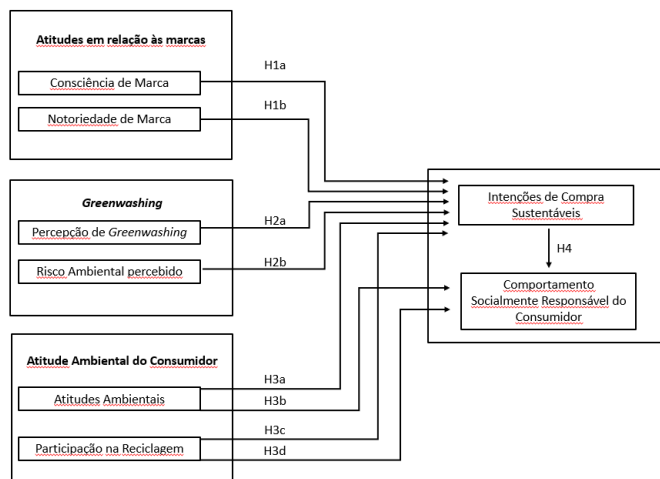 Atitudes em relação às marcas
Consciência de Marca
Notoriedade de Marca
H1a
H1b
Greenwashing
Percepção de Greenwashing
Risco Ambiental percebido
H2a
H2b
Atitude Ambiental do Consumidor
Atitudes Ambientais
Participação na Reciclagem
H3a
H3b
H3c
H3d
Intenções de Compra
Sustentáveis
H4
Comportamento
Socialmente Responsável do
Consumidor